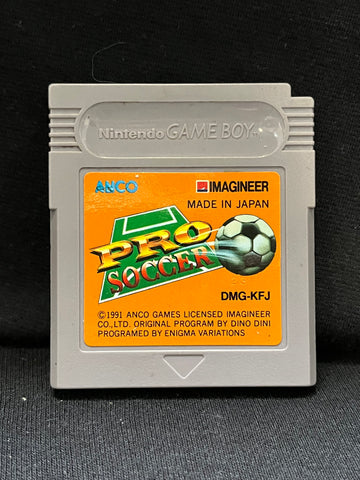 Nintendo GAME BOY
ANCO IMAGINEER
MADE IN JAPAN
PRO
SOCCER
DMG-KFJ
©1991 ANCO GAMES LICENSED IMAGINEER
CO.,LTD. ORIGINAL PROGRAM BY DINO DINI
PROGRAMED BY ENIGMA VARIATIONS